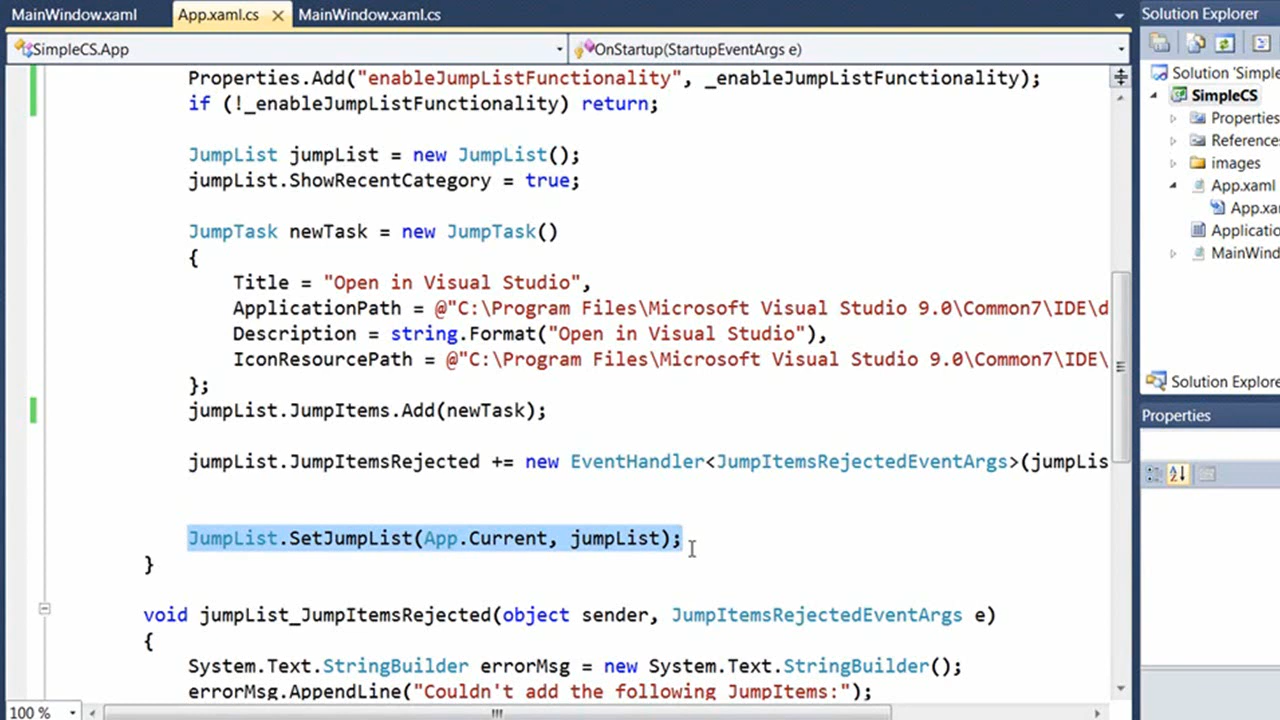 MainWindow.xaml App.xaml.cs MainWindow.xaml.cs Solution Explorer
SimpleCS.App OnStartup(StartupEventArgs e)
Properties.Add("enableJumpListFunctionality", _enableJumpListFunctionality);
if (!_enableJumpListFunctionality) return;
JumpList jumpList = new JumpList();
jumpList.ShowRecentCategory = true;
JumpTask newTask = new JumpTask()
{
Title = "Open in Visual Studio",
ApplicationPath = @"C:\Program Files\Microsoft Visual Studio 9.0\Common7\IDE\d
Description = string.Format("Open in Visual Studio"),
IconResourcePath = @"C:\Program Files\Microsoft Visual Studio 9.0\Common7\IDE\
};
jumpList.JumpItems.Add(newTask);
jumpList.JumpItemsRejected += new EventHandler<JumpItemsRejectedEventArgs>(jumpLis
JumpList.SetJumpList(App.Current, jumpList);
}
void jumpList_JumpItemsRejected(object sender, JumpItemsRejectedEventArgs e)
{
System.Text.StringBuilder errorMsg = new System.Text.StringBuilder();
errorMsg.AppendLine("Couldn't add the following JumpItems:");
100 %
Solution 'Simple
SimpleCS
Properties
Reference
images
App.xaml
App.xa
Applicatio
MainWind
Solution Explore
Properties